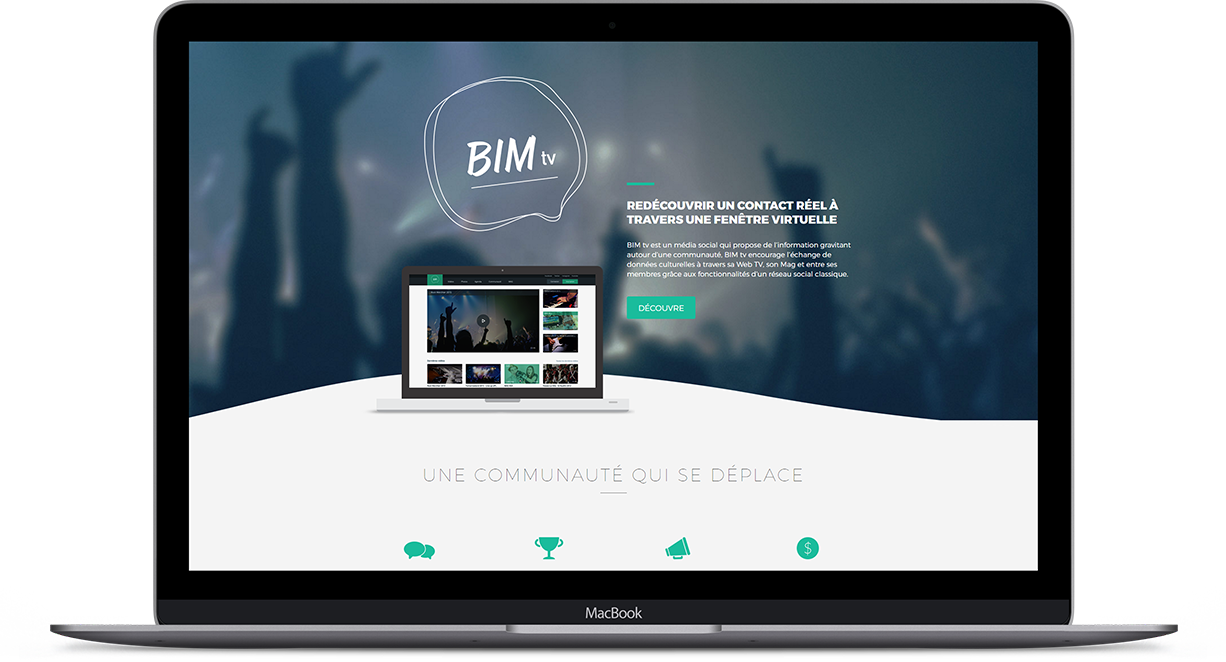 BIM tv
REDÉCOUVRIR UN CONTACT RÉEL À
TRAVERS UNE FENÊTRE VIRTUELLE
BIM tv est un média social qui propose de l'information gravitant
autour d'une communauté, BIM tv encourage l'échange de
données culturelles à travers sa Web TV, son Mag et entre ses
membres grâce aux fonctionnalités d'un réseau social classique.
DÉCOUVRE
UNE COMMUNAUTÉ QUI SE DÉPLACE
$
MacBook